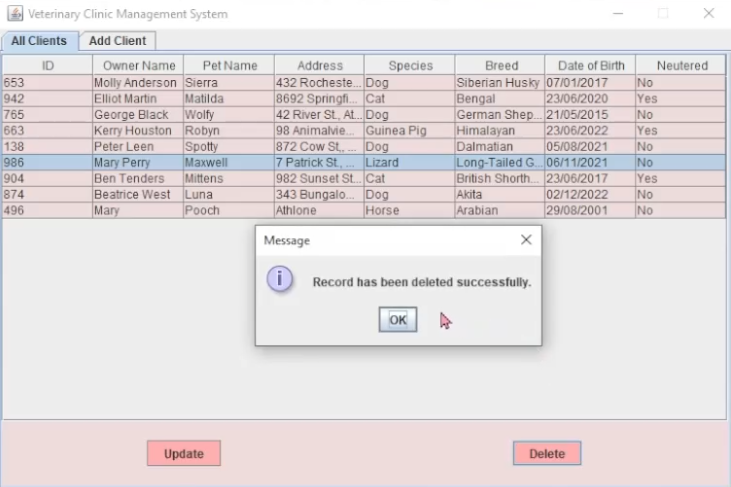 Veterinary Clinic Management System
All Clients Add Client
ID Owner Name Pet Name Address Species Breed Date of Birth Neutered
653 Molly Anderson Sierra 432 Rocheste... Dog Siberian Husky 07/01/2017 No
942 Elliot Martin Matilda 8692 Springfi... Cat Bengal 23/06/2020 Yes
765 George Black Wolfy 42 River St., At... Dog German Shep... 21/05/2015 No
663 Kerry Houston Robyn 98 Animalvie... Guinea Pig Himalayan 23/06/2022 Yes
138 Peter Leen Spotty 872 Cow St,, ... Dog Dalmatian 05/08/2021 No
986 Mary Perry Maxwell 7 Patrick St., ... Lizard Long-Tailed G... 06/11/2021 No
904 Ben Tenders Mittens 982 Sunset St... Cat British Shorth... 23/06/2017 Yes
874 Beatrice West Luna 343 Bungalo... Dog Akita 02/12/2022 No
496 Mary Pooch Athlone Horse Arabian 29/08/2001 No
Message
Record has been deleted successfully.
OK
Update Delete